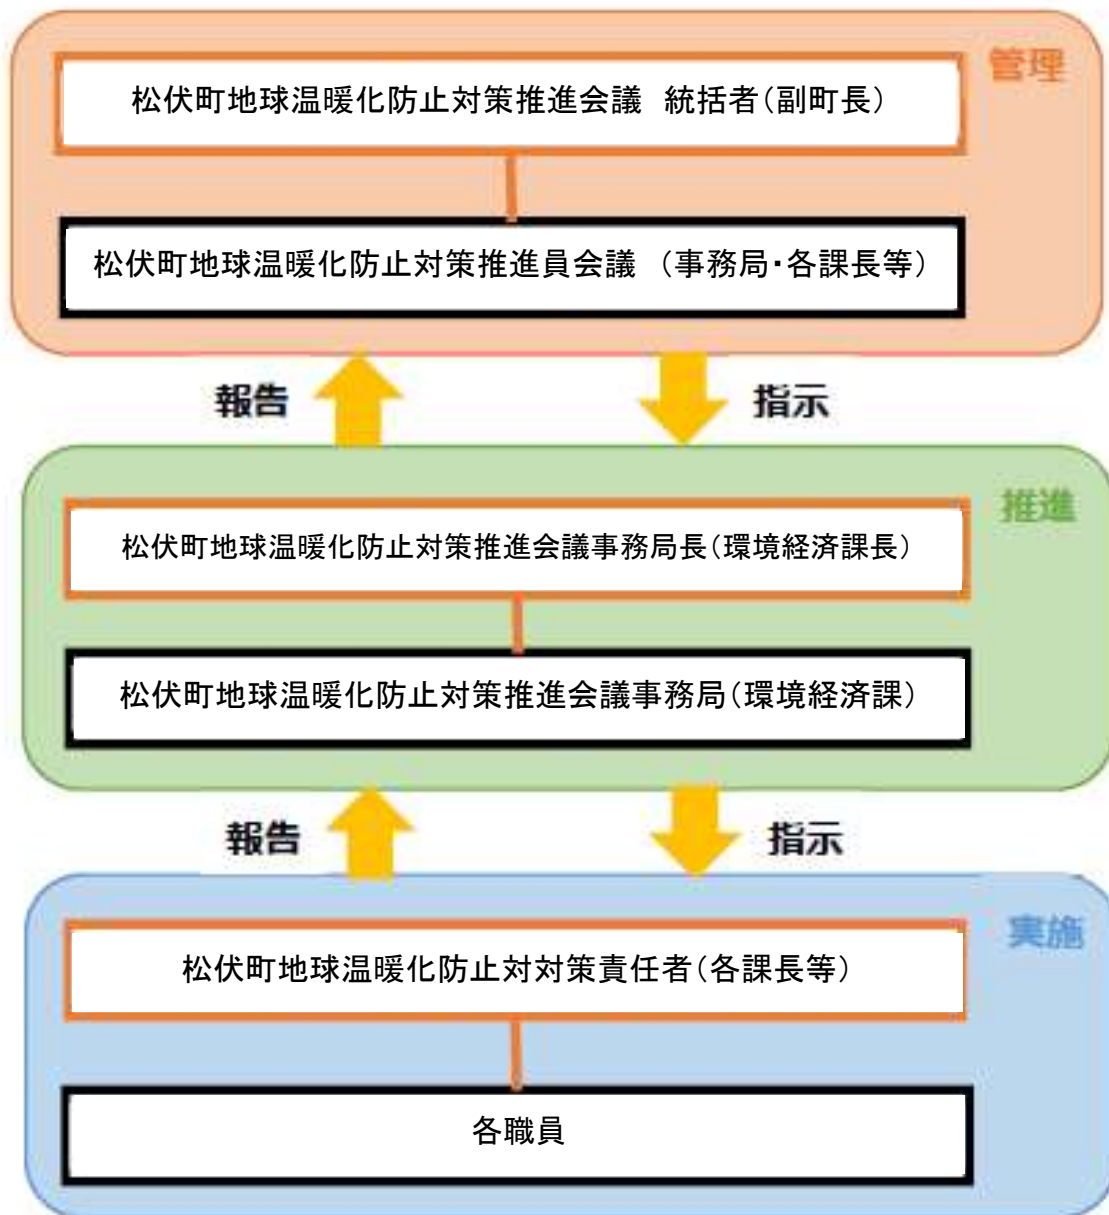 管理
松伏町地球温暖化防止対策推進会議　統括者(副町長)
松伏町地球温暖化防止対策推進員会議　(事務局・各課長等)
報告
指示
推進
松伏町地球温暖化防止対策推進会議事務局長(環境経済課長)
松伏町地球温暖化防止対策推進会議事務局(環境経済課)
報告
指示
実施
松伏町地球温暖化防止対対策責任者(各課長等)
各職員